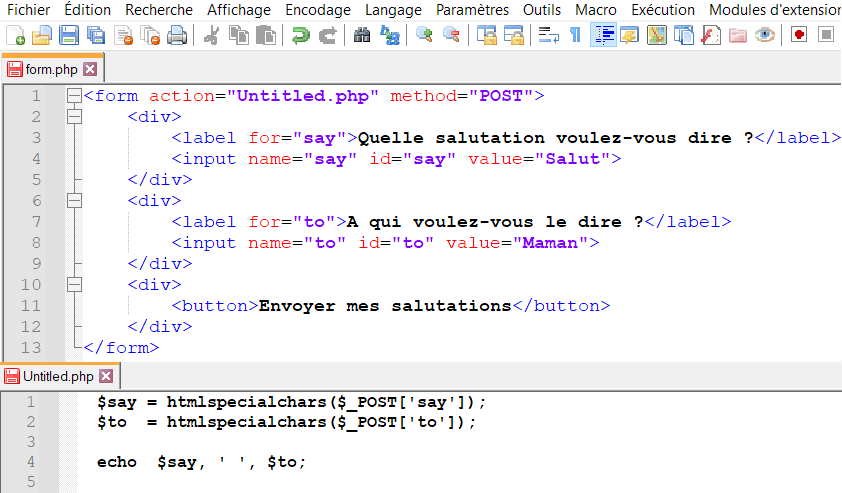 Fichier Édition Recherche Affichage Encodage Langage Paramètres Outils Macro Exécution Modules d'extension
form.php
1 <form action="Untitled.php" method="POST">
2 <div>
3 <label for="say">Quelle salutation voulez-vous dire ?</label>
4 <input name="say" id="say" value="Salut">
5 </div>
6 <div>
7 <label for="to">A qui voulez-vous le dire ?</label>
8 <input name="to" id="to" value="Maman">
9 </div>
10 <div>
11 <button>Envoyer mes salutations</button>
12 </div>
13 </form>
Untitled.php
1 $say = htmlspecialchars($_POST['say']);
2 $to  = htmlspecialchars($_POST['to']);
3
4 echo  $say, ' ', $to;
5